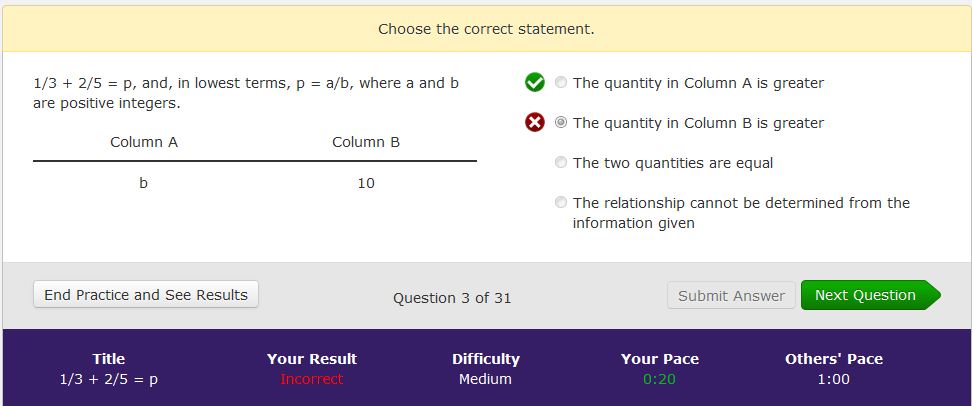 Choose the correct statement.
1/3 + 2/5 = p, and, in lowest terms, p = a/b, where a and b
are positive integers.
Column A Column B
b 10
The quantity in Column A is greater
The quantity in Column B is greater
The two quantities are equal
The relationship cannot be determined from the
information given
End Practice and See Results Question 3 of 31 Submit Answer Next Question
Title Your Result Difficulty Your Pace Others' Pace
1/3 + 2/5 = p Incorrect Medium 0:20 1:00